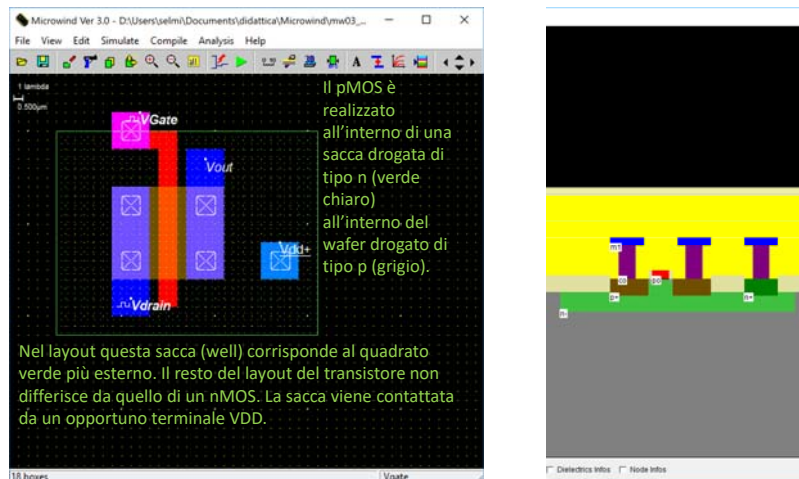 Microwind Ver 3.0 - D:\Users\selmi\Documents\didattica\Microwind\mw03_...
File View Edit Simulate Compile Analysis Help
1 lambda
0.500µm
VGate
Vout
Vdd+
Vdrain
Il pMOS è
realizzato
all'interno di una
sacca drogata di
tipo n (verde
chiaro)
all'interno del
wafer drogato di
tipo p (grigio).
Nel layout questa sacca (well) corrisponde al quadrato
verde più esterno. Il resto del layout del transistore non
differisce da quello di un nMOS. La sacca viene contattata
da un opportuno terminale VDD.
18 boxes
Vgate
m1
co
po
p+
n+
n-
Dielectrics Infos Node Infos